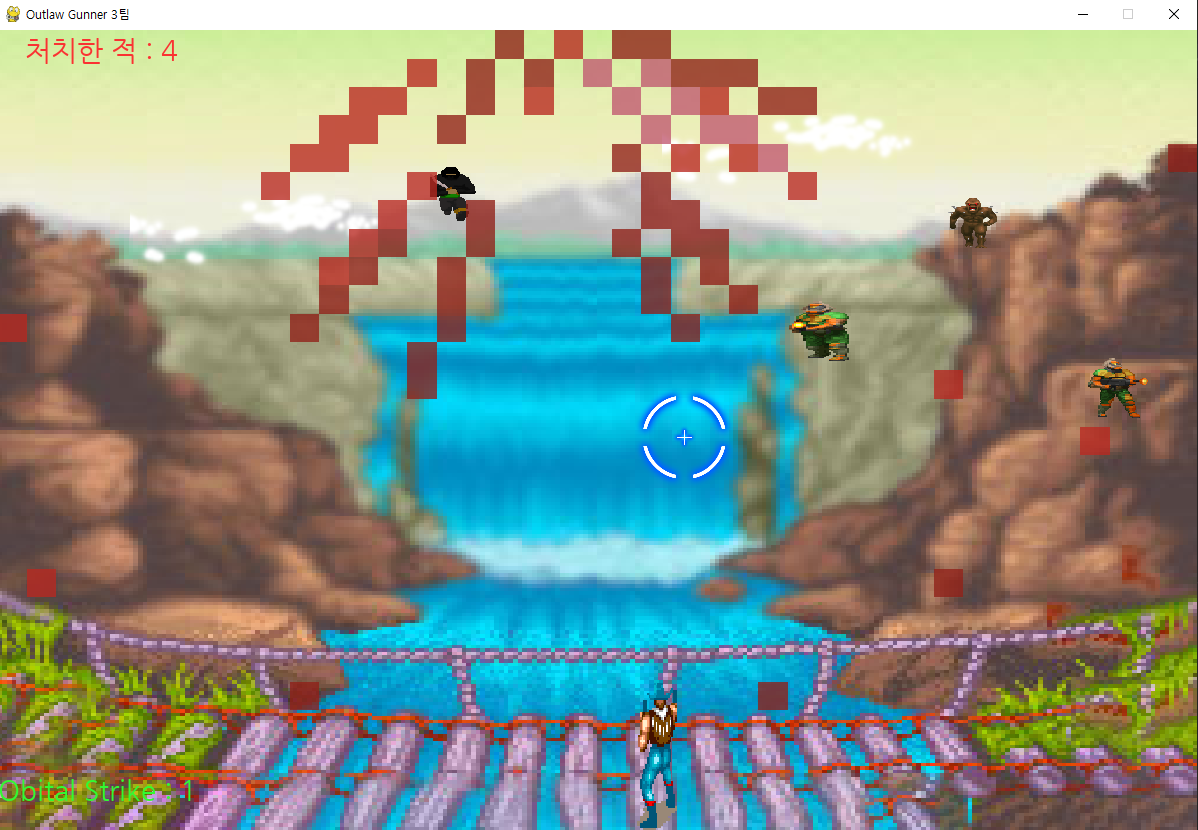 Outlaw Gunner 3팀
처치한 적 : 4
Obital Strike : 1